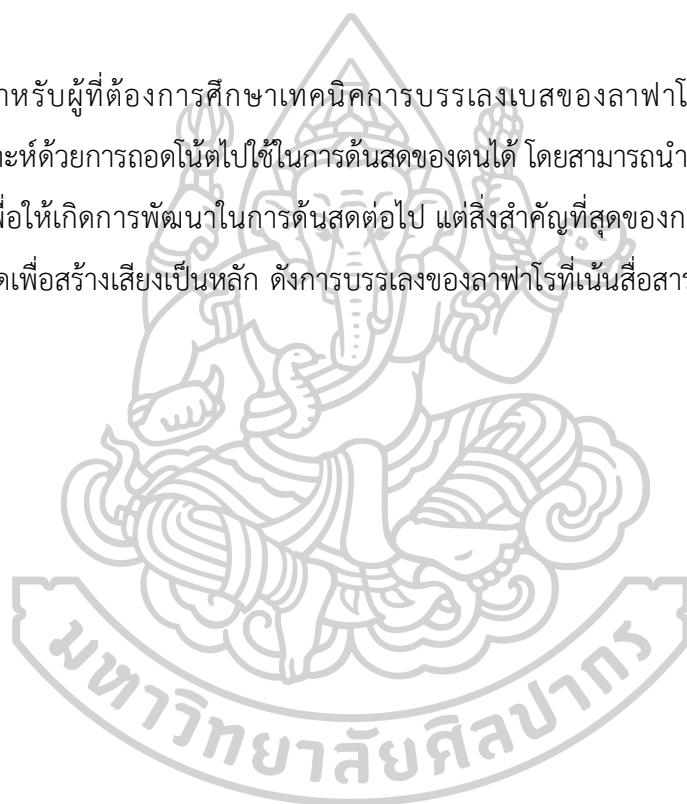 าหรับผู้ที่ต้องการศึกษาเทคนิคการบรรเลงเบสของลาฟาโ
าะห์ด้วยการถอดโน้ตไปใช้ในการด้นสดของตนได้ โดยสามารถนำ
พื่อให้เกิดการพัฒนาในการด้นสดต่อไป แต่สิ่งสำคัญที่สุดของก
ดเพื่อสร้างเสียงเป็นหลัก ดังการบรรเลงของลาฟาโรที่เน้นสื่อสาร
มหาวิทยาลัยศิลปากร